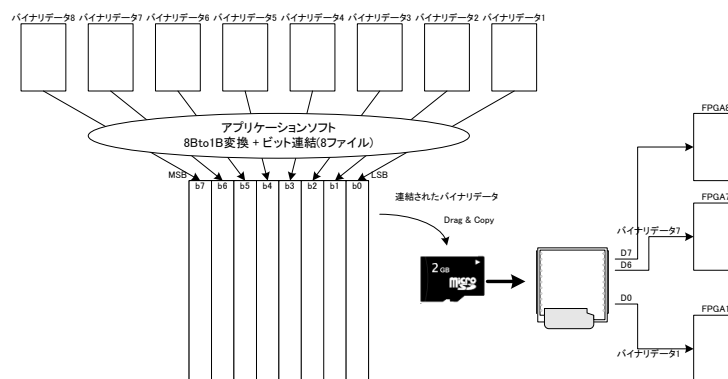 バイナリデータ8 バイナリデータ7 バイナリデータ6 バイナリデータ5 バイナリデータ4 バイナリデータ3 バイナリデータ2 バイナリデータ1
アプリケーションソフト
8Bto1B変換 + ビット連結(8ファイル)
MSB
LSB
b7 b6 b5 b4 b3 b2 b1 b0
連結されたバイナリデータ
Drag & Copy
2 GB
micro SD
FPGA8
FPGA7
バイナリデータ7
D7
D6
D0
FPGA1
バイナリデータ1